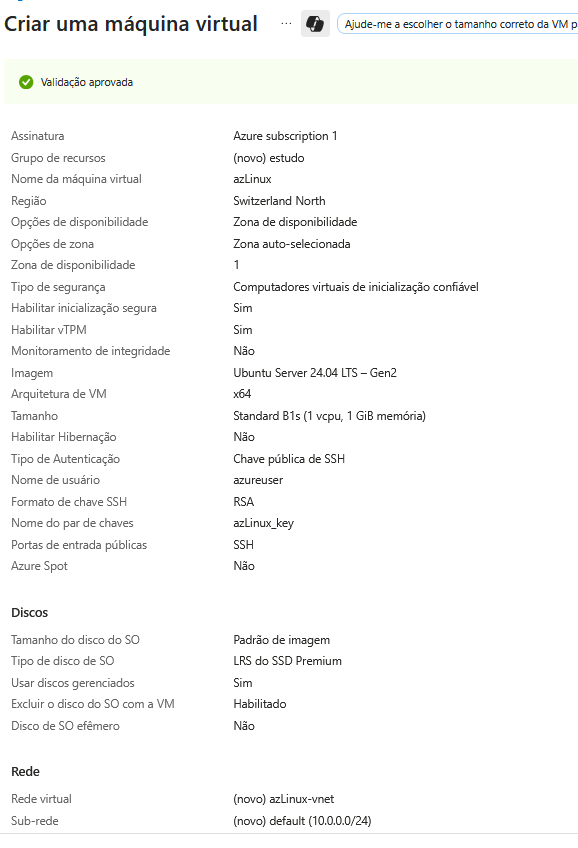 Criar uma máquina virtual ... Ajude-me a escolher o tamanho correto da VM p
Validação aprovada
Assinatura Azure subscription 1
Grupo de recursos (novo) estudo
Nome da máquina virtual azLinux
Região Switzerland North
Opções de disponibilidade Zona de disponibilidade
Opções de zona Zona auto-selecionada
Zona de disponibilidade 1
Tipo de segurança Computadores virtuais de inicialização confiável
Habilitar inicialização segura Sim
Habilitar vTPM Sim
Monitoramento de integridade Não
Imagem Ubuntu Server 24.04 LTS – Gen2
Arquitetura de VM x64
Tamanho Standard B1s (1 vcpu, 1 GiB memória)
Habilitar Hibernação Não
Tipo de Autenticação Chave pública de SSH
Nome de usuário azureuser
Formato de chave SSH RSA
Nome do par de chaves azLinux_key
Portas de entrada públicas SSH
Azure Spot Não
Discos
Tamanho do disco do SO Padrão de imagem
Tipo de disco de SO LRS do SSD Premium
Usar discos gerenciados Sim
Excluir o disco do SO com a VM Habilitado
Disco de SO efêmero Não
Rede
Rede virtual (novo) azLinux-vnet
Sub-rede (novo) default (10.0.0.0/24)